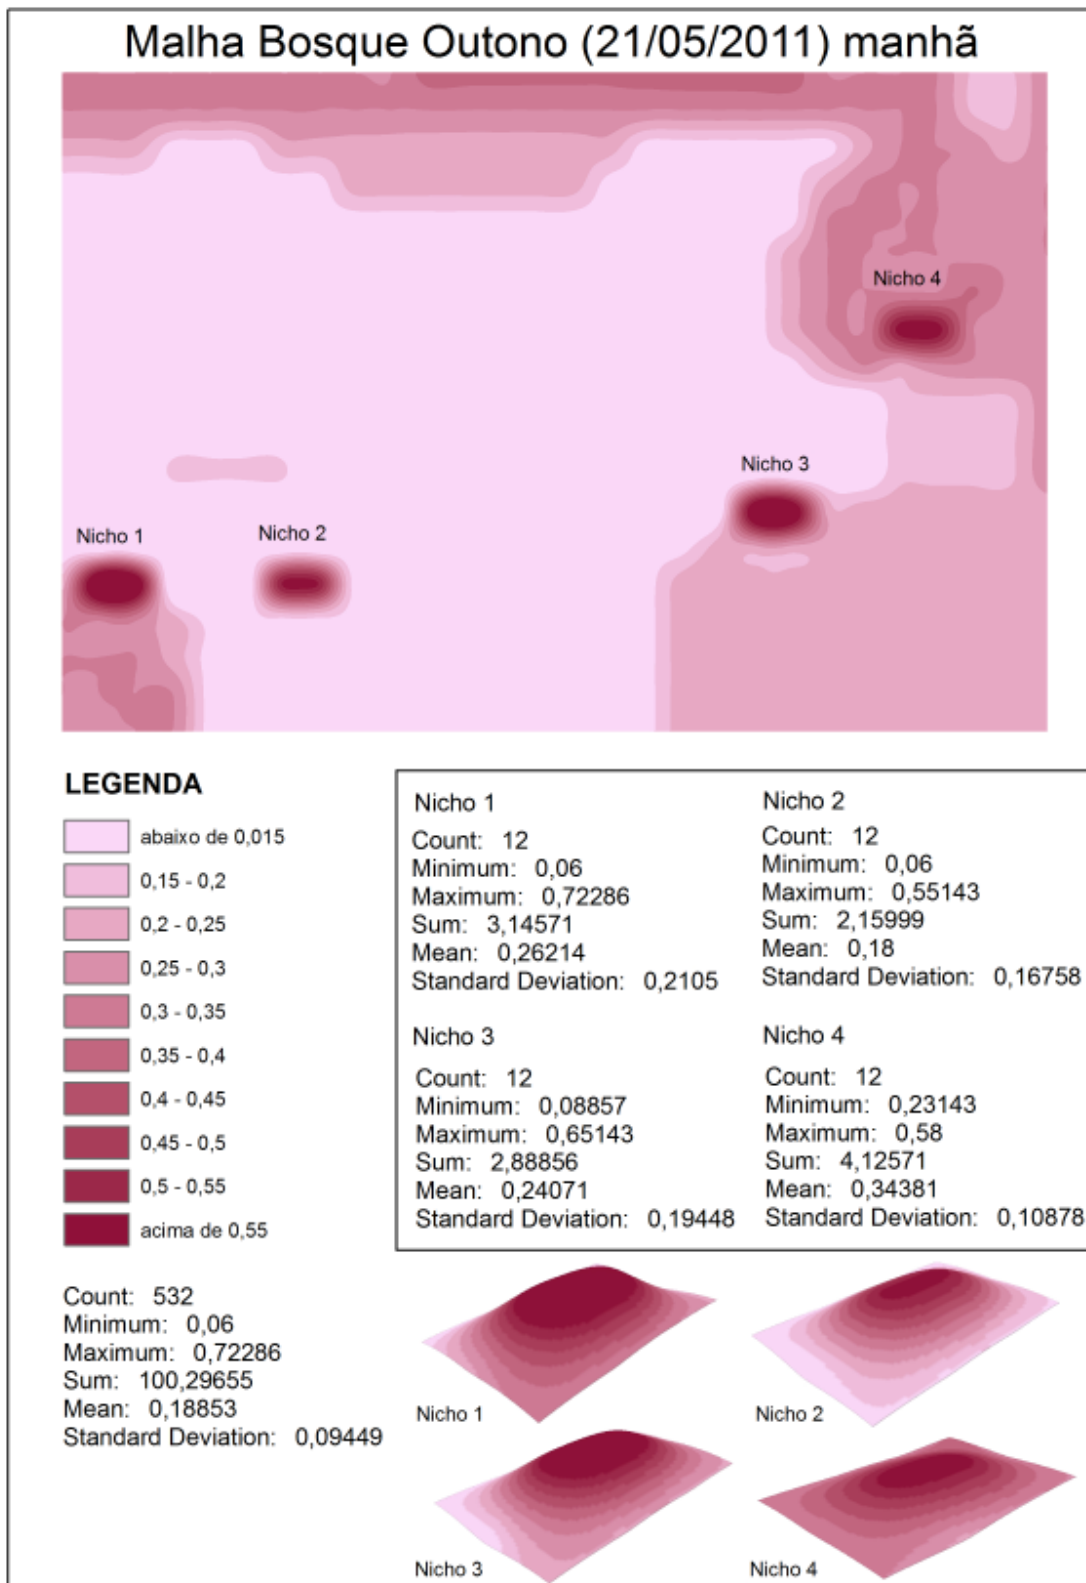 Malha Bosque Outono (21/05/2011) manhã
Nicho 4
Nicho 3
Nicho 1
Nicho 2
LEGENDA
abaixo de 0,015
0,15 - 0,2
0,2 - 0,25
0,25 - 0,3
0,3 - 0,35
0,35 - 0,4
0,4 - 0,45
0,45 - 0,5
0,5 - 0,55
acima de 0,55
Count: 532
Minimum: 0,06
Maximum: 0,72286
Sum: 100,29655
Mean: 0,18853
Standard Deviation: 0,09449
Nicho 1
Count: 12
Minimum: 0,06
Maximum: 0,72286
Sum: 3,14571
Mean: 0,26214
Standard Deviation: 0,2105
Nicho 2
Count: 12
Minimum: 0,06
Maximum: 0,55143
Sum: 2,15999
Mean: 0,18
Standard Deviation: 0,16758
Nicho 3
Count: 12
Minimum: 0,08857
Maximum: 0,65143
Sum: 2,88856
Mean: 0,24071
Standard Deviation: 0,19448
Nicho 4
Count: 12
Minimum: 0,23143
Maximum: 0,58
Sum: 4,12571
Mean: 0,34381
Standard Deviation: 0,10878
Nicho 1
Nicho 2
Nicho 3
Nicho 4